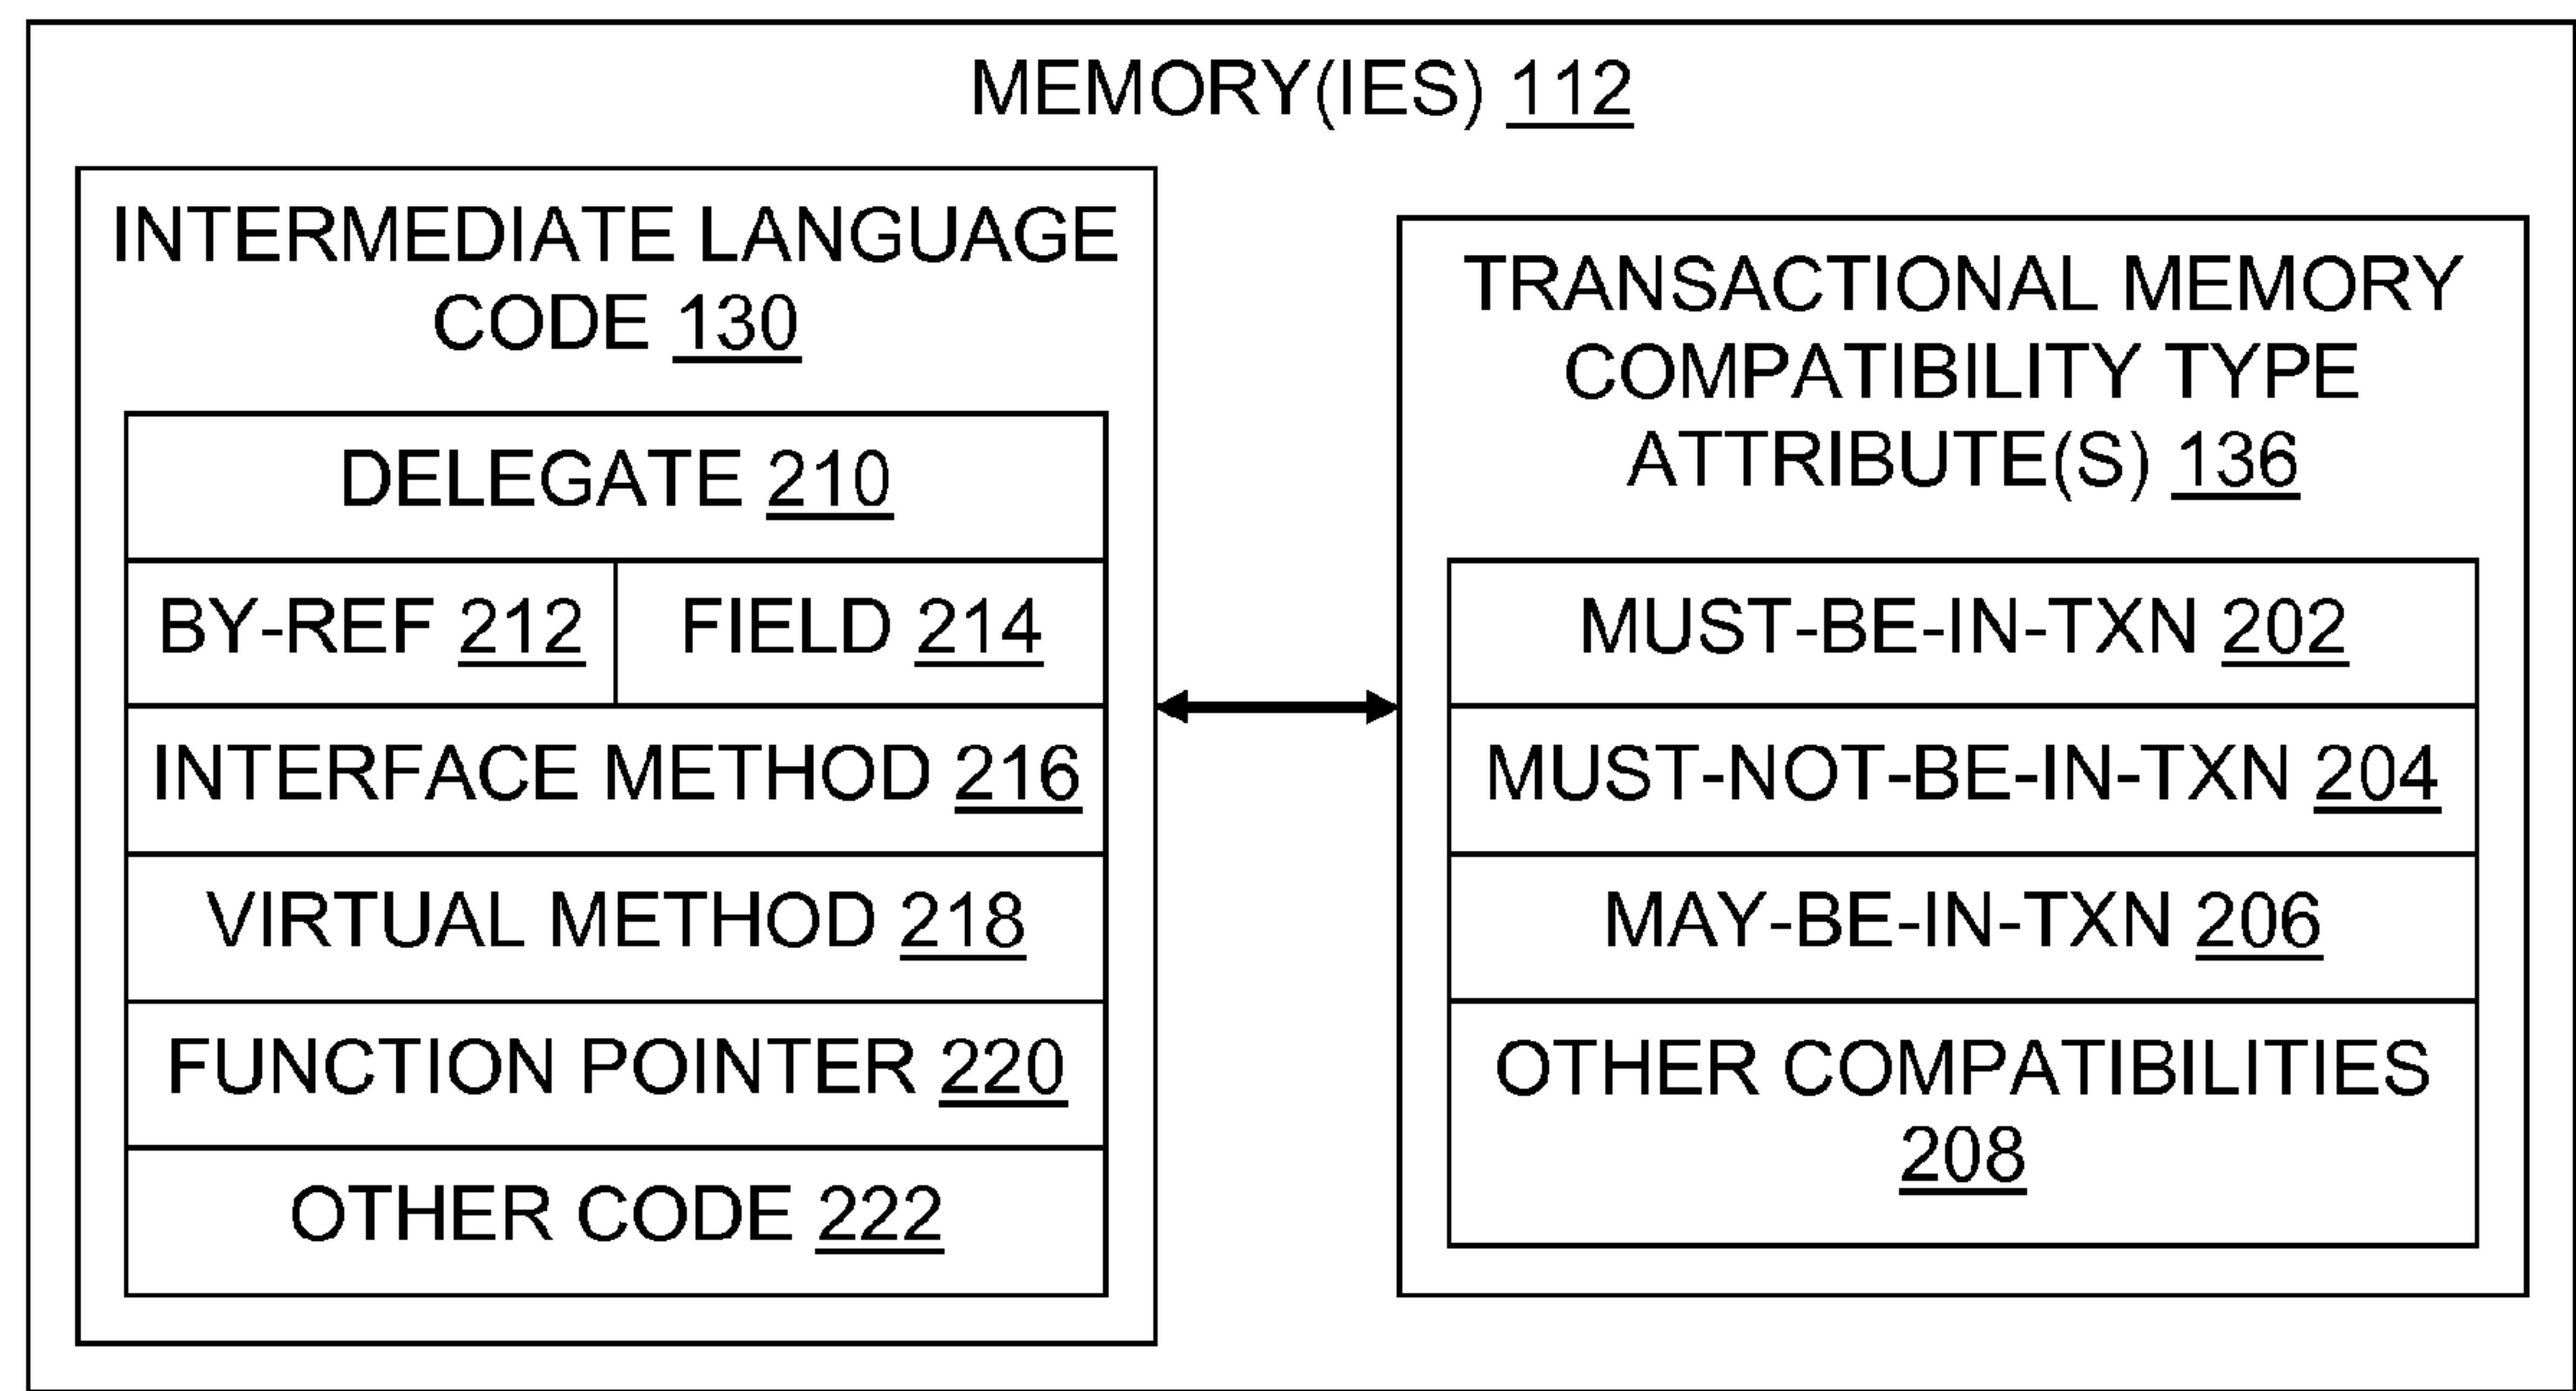 MEMORY(IES) 112
INTERMEDIATE LANGUAGE
CODE 130
DELEGATE 210
BY-REF 212
FIELD 214
INTERFACE METHOD 216
VIRTUAL METHOD 218
FUNCTION POINTER 220
OTHER CODE 222
TRANSACTIONAL MEMORY
COMPATIBILITY TYPE
ATTRIBUTE(S) 136
MUST-BE-IN-TXN 202
MUST-NOT-BE-IN-TXN 204
MAY-BE-IN-TXN 206
OTHER COMPATIBILITIES
208